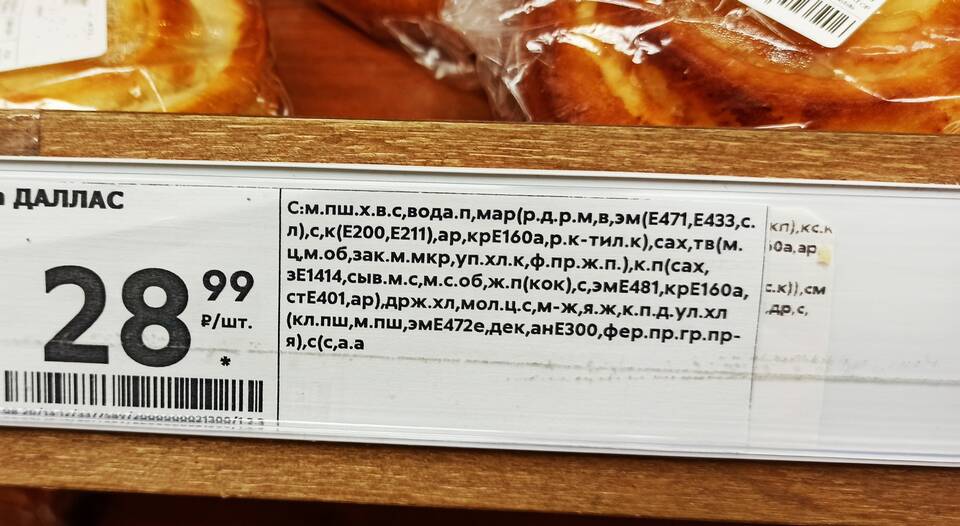 ДАЛЛАС
28 99
₽/шт.
*
С:м.пш.х.в.с,вода.п,мар(р.д.р.м,в,эм(Е471,Е433,с.
л),с,к(Е200,Е211),ар,крЕ160а,р.к-тил.к),сах,тв(м.
ц,м.об,зак.м.мкр,уп.хл.к,ф.пр.ж.п.),к.п(сах,
зЕ1414,сыв.м.с,м.с.об,ж.п(кок),с,эмЕ481,крЕ160а,
стЕ401,ар),држ.хл,мол.ц.с,м-ж,я.ж,к.п.д.ул.хл
(кл.пш,м.пш,эмЕ472е,дек,анЕ300,фер.пр.гр.пр-
я),с(с,а.а
кп),кс.к
0а,ар
с.к)),см
,др,с,